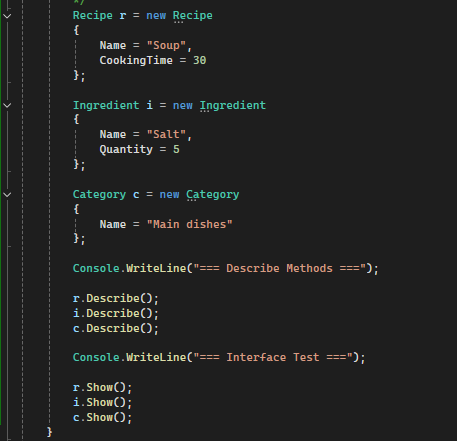 */
Recipe r = new Recipe
{
Name = "Soup",
CookingTime = 30
};
Ingredient i = new Ingredient
{
Name = "Salt",
Quantity = 5
};
Category c = new Category
{
Name = "Main dishes"
};
Console.WriteLine("=== Describe Methods ===");
r.Describe();
i.Describe();
c.Describe();
Console.WriteLine("=== Interface Test ===");
r.Show();
i.Show();
c.Show();
}